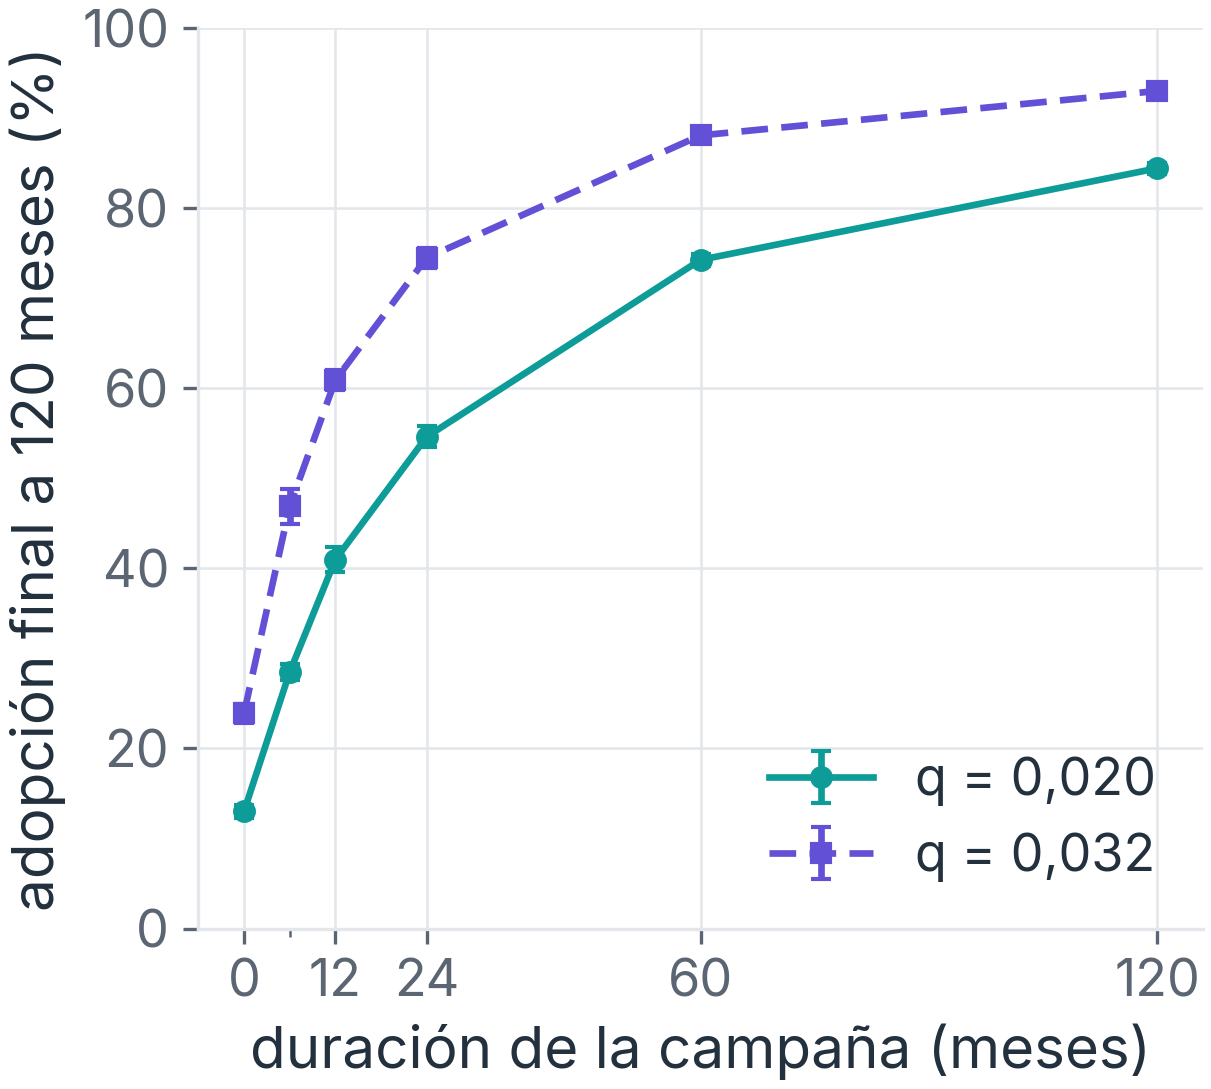 adopción final a 120 meses (%)
100
80
60
40
20
0
q = 0,020
q = 0,032
0 12 24 60 120
duración de la campaña (meses)